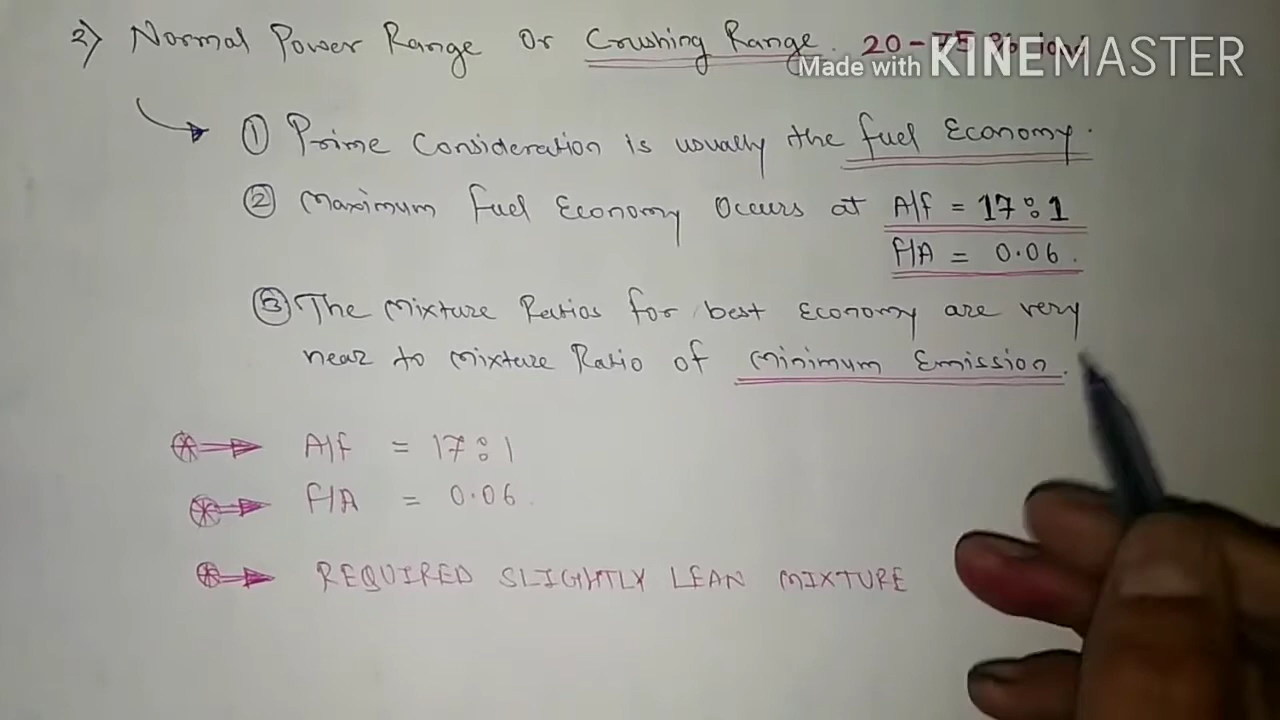 2) Normal Power Range Or Crushing Range. 20-75
Made with KINEMASTER
① Prime Consideration is usually the fuel Economy.
② Maximum fuel Economy Occurs at A/f = 17:1
F/A = 0.06.
③ The Mixture Ratios for best Economy are very
near to Mixture Ratio of Minimum Emission.
A/f = 17:1
F/A = 0.06.
REQUIRED SLIGHTLY LEAN MIXTURE